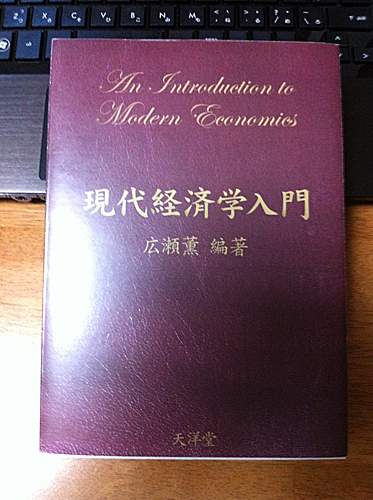 An Introduction to
Modern Economics
現代経済学入門
広瀬薫 編著
天洋堂